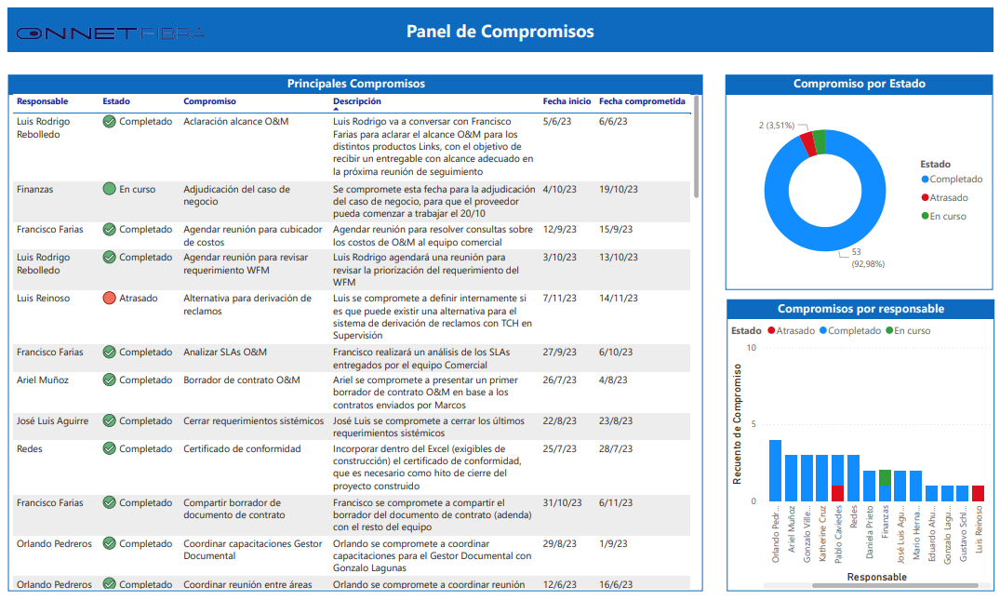 ONNETFIBRA
Panel de Compromisos
Principales Compromisos
Responsable Estado Compromiso Descripción Fecha inicio Fecha comprometida
Luis Rodrigo Completado Aclaración alcance O&M Luis Rodrigo va a conversar con Francisco 5/6/23 6/6/23
Rebolledo Farias para aclarar el alcance O&M para los
distintos productos Links, con el objetivo de
recibir un entregable con alcance adecuado en
la próxima reunión de seguimiento
Finanzas En curso Adjudicación del caso de Se compromete esta fecha para la adjudicación 4/10/23 19/10/23
negocio del caso de negocio, para que el proveedor
pueda comenzar a trabajar el 20/10
Francisco Farias Completado Agendar reunión para cubicador Agendar reunión para resolver consultas sobre 12/9/23 15/9/23
de costos los costos de O&M al equipo comercial
Luis Rodrigo Completado Agendar reunión para revisar Luis Rodrigo agendará una reunión para 3/10/23 13/10/23
Rebolledo requerimiento WFM revisar la priorización del requerimiento del
WFM
Luis Reinoso Atrasado Alternativa para derivación de Luis se compromete a definir internamente si 7/11/23 14/11/23
reclamos es que puede existir una alternativa para el
sistema de derivación de reclamos con TCH en
Supervisión
Francisco Farias Completado Analizar SLAs O&M Francisco realizará un análisis de los SLAs 27/9/23 6/10/23
entregados por el equipo Comercial
Ariel Muñoz Completado Borrador de contrato O&M Ariel se compromete a presentar un primer 26/7/23 4/8/23
borrador de contrato O&M en base a los
contratos enviados por Marcos
José Luis Aguirre Completado Cerrar requerimientos sistémicos José Luis se compromete a cerrar los últimos 22/8/23 23/8/23
requerimientos sistémicos
Redes Completado Certificado de conformidad Incorporar dentro del Excel (exigibles de 25/7/23 28/7/23
construcción) el certificado de conformidad,
que es necesario como hito de cierre del
proyecto construido
Francisco Farias Completado Compartir borrador de Francisco se compromete a compartir el 31/10/23 6/11/23
documento de contrato borrador del documento de contrato (adenda)
con el resto del equipo
Orlando Pedreros Completado Coordinar capacitaciones Gestor Orlando se compromete a coordinar 29/8/23 1/9/23
Documental capacitaciones para el Gestor Documental con
Gonzalo Lagunas
Orlando Pedreros Completado Coordinar reunión entre áreas Orlando se compromete a coordinar reunión 12/6/23 16/6/23
Compromiso por Estado
2 (3,51%)
53
(92,98%)
Estado
Completado
Atrasado
En curso
Compromisos por responsable
Estado Atrasado Completado En curso
Recuento de Compromiso
10
5
0
Orlando Pedr...
Ariel Muñoz
Gonzalo Ville...
Katherine Cruz
Pablo Caviedes
Redes
Daniela Prieto
Finanzas
José Luis Agu...
Mario Herna...
Eduardo Ahu...
Gonzalo Lagu...
Gustavo Schl...
Luis Reinoso
Responsable